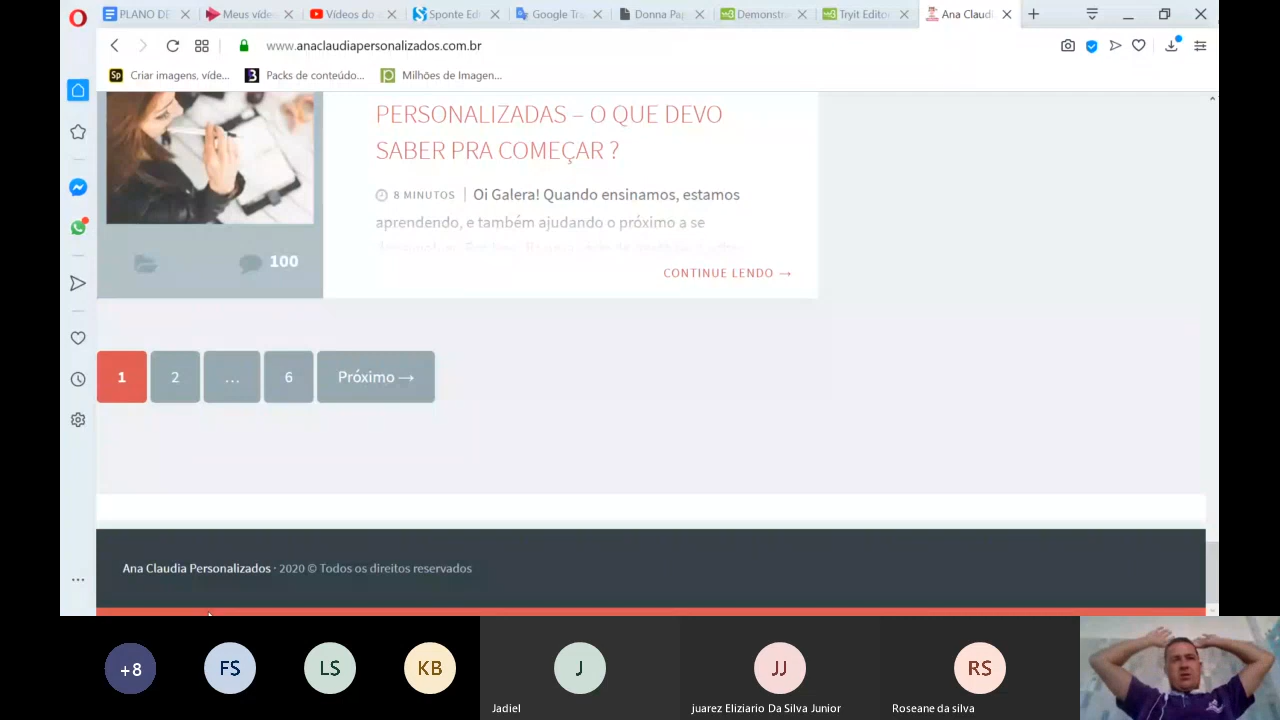 PLANO DE
Meus víde
Vídeos do
Sponte Ed
Google Tra
Donna Pap
Demonstra
Tryit Edito
Ana Claudi
www.anaclaudiapersonalizados.com.br
Criar imagens, víde...
Packs de conteúdo...
Milhões de Imagen...
PERSONALIZADAS – O QUE DEVO
SABER PRA COMEÇAR ?
8 MINUTOS | Oi Galera! Quando ensinamos, estamos
aprendendo, e também ajudando o próximo a se
100
CONTINUE LENDO →
1 2 ... 6 Próximo →
Ana Claudia Personalizados · 2020 © Todos os direitos reservados
+8 FS LS KB J JJ RS
Jadiel
juarez Eliziario Da Silva Junior
Roseane da silva